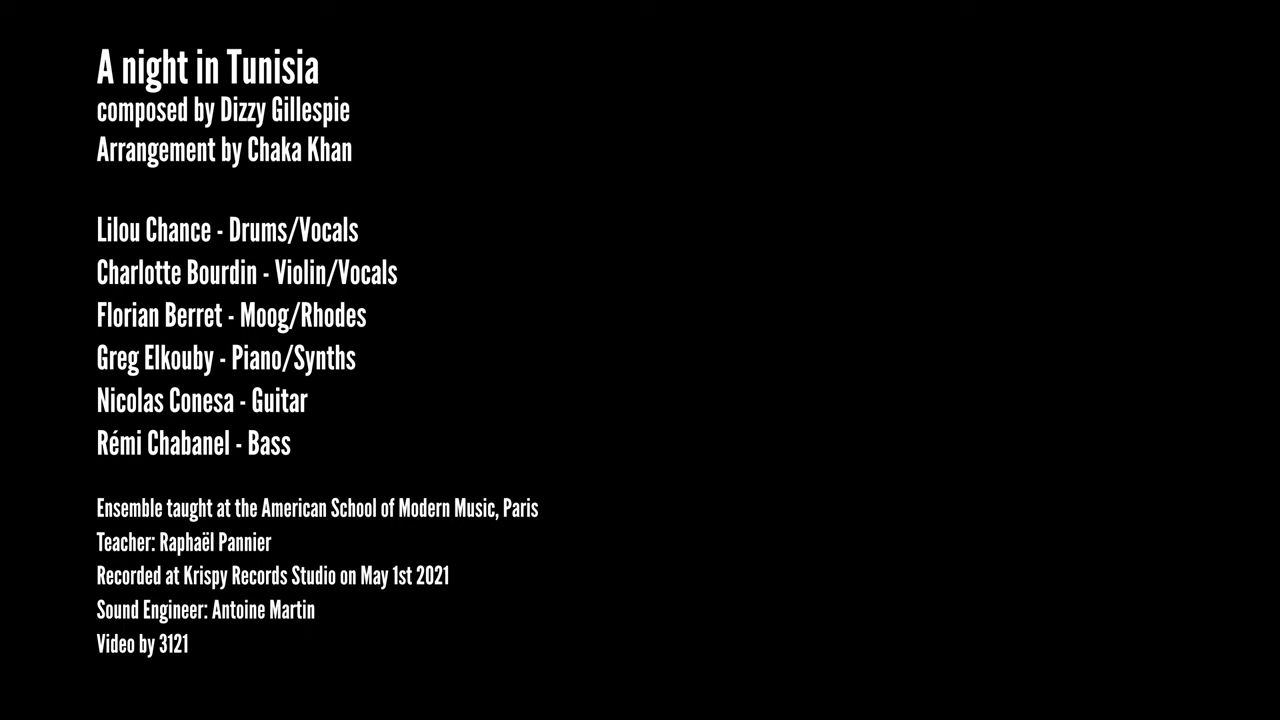 A night in Tunisia
composed by Dizzy Gillespie
Arrangement by Chaka Khan
Lilou Chance - Drums/Vocals
Charlotte Bourdin - Violin/Vocals
Florian Berret - Moog/Rhodes
Greg Elkouby - Piano/Synths
Nicolas Conesa - Guitar
Rémi Chabanel - Bass
Ensemble taught at the American School of Modern Music, Paris
Teacher: Raphaël Pannier
Recorded at Krispy Records Studio on May 1st 2021
Sound Engineer: Antoine Martin
Video by 3121